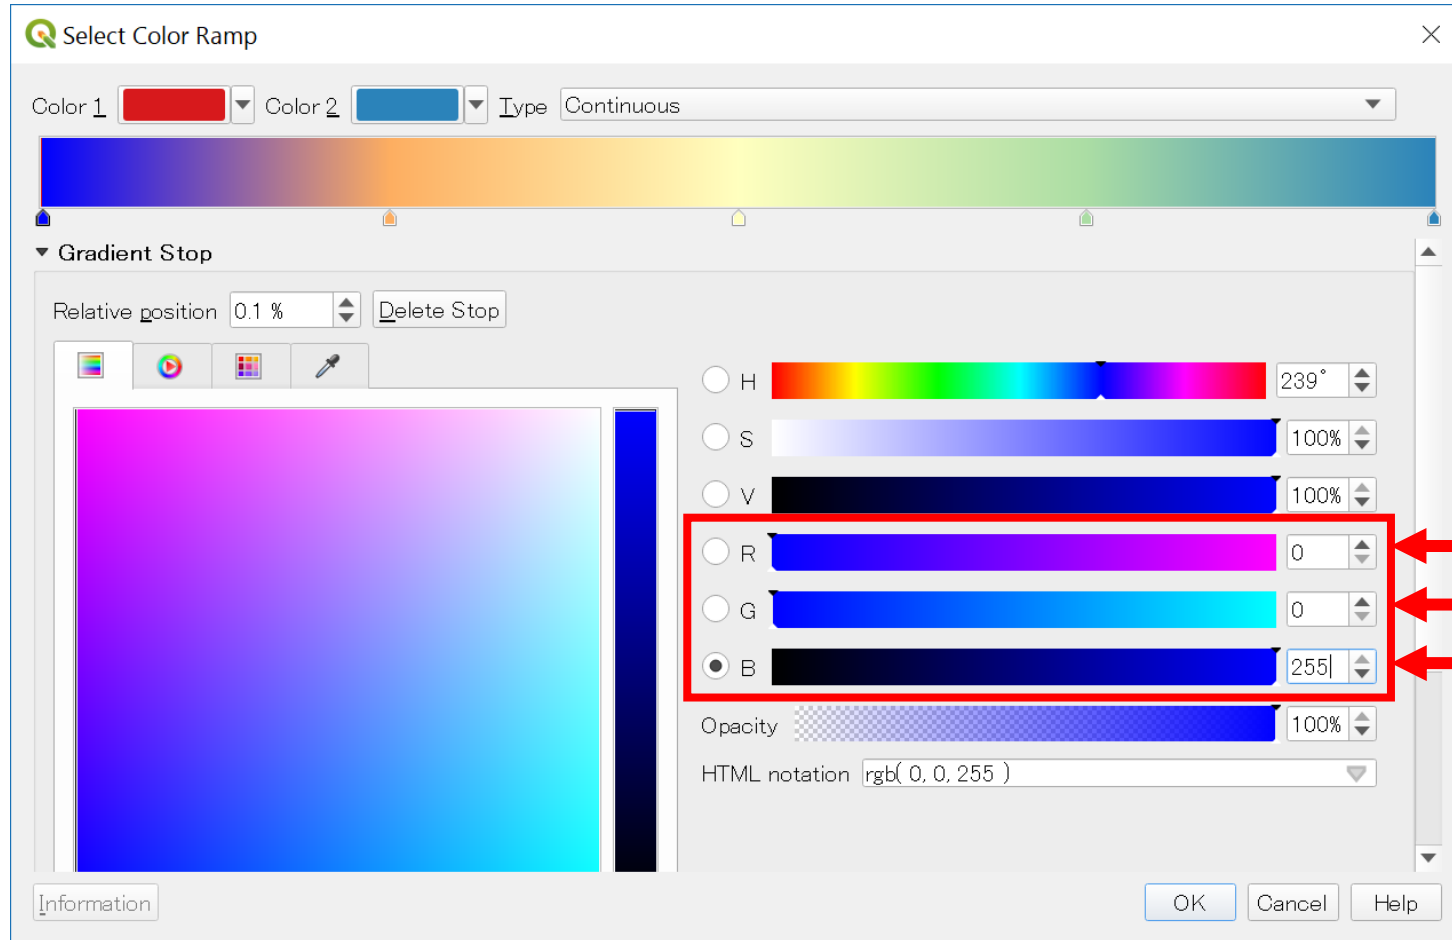 Select Color Ramp
Color 1 Color 2 Type Continuous
Gradient Stop
Relative position 0.1 % Delete Stop
H 239°
S 100%
V 100%
R 0
G 0
B 255
Opacity 100%
HTML notation rgb( 0, 0, 255 )
Information OK Cancel Help